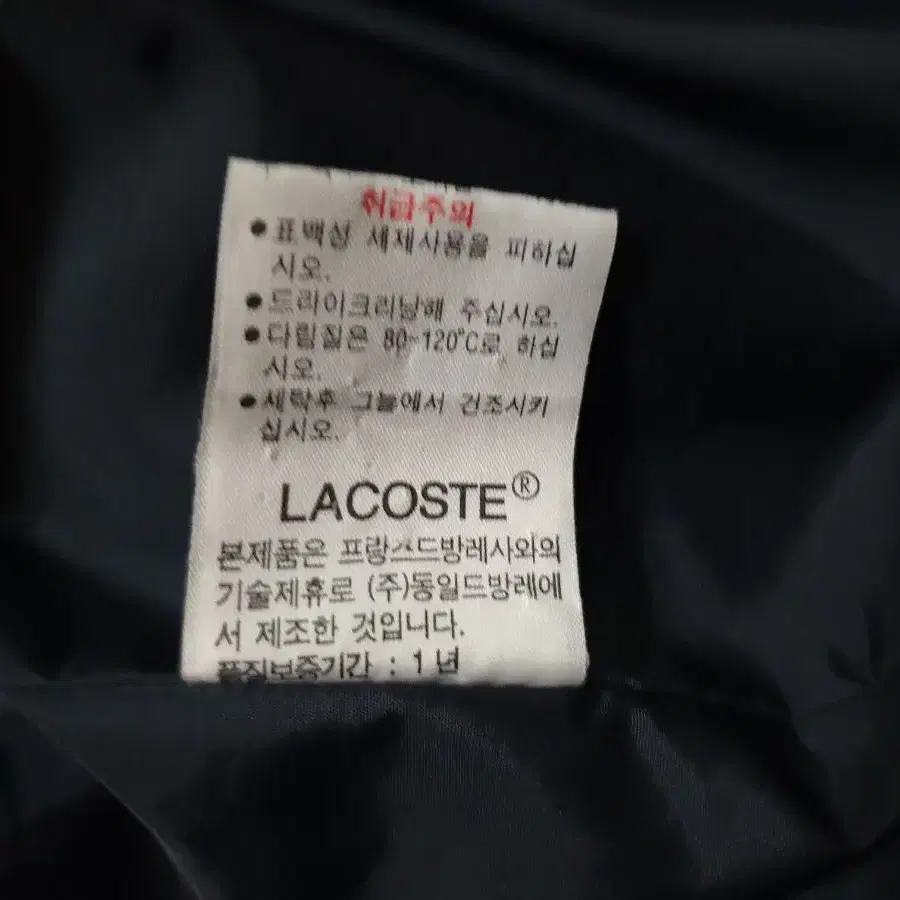 취급주의
● 표백성 세제사용을 피하십
시오.
● 드라이크리닝해 주십시오.
● 다림질은 80-120°C로 하십
시오.
● 세탁후 그늘에서 건조시키
십시오.
LACOSTE®
본제품은 프랑스드방레사와의
기술제휴로 (주)동일드방레에
서 제조한 것입니다.
품질보증기간 : 1년